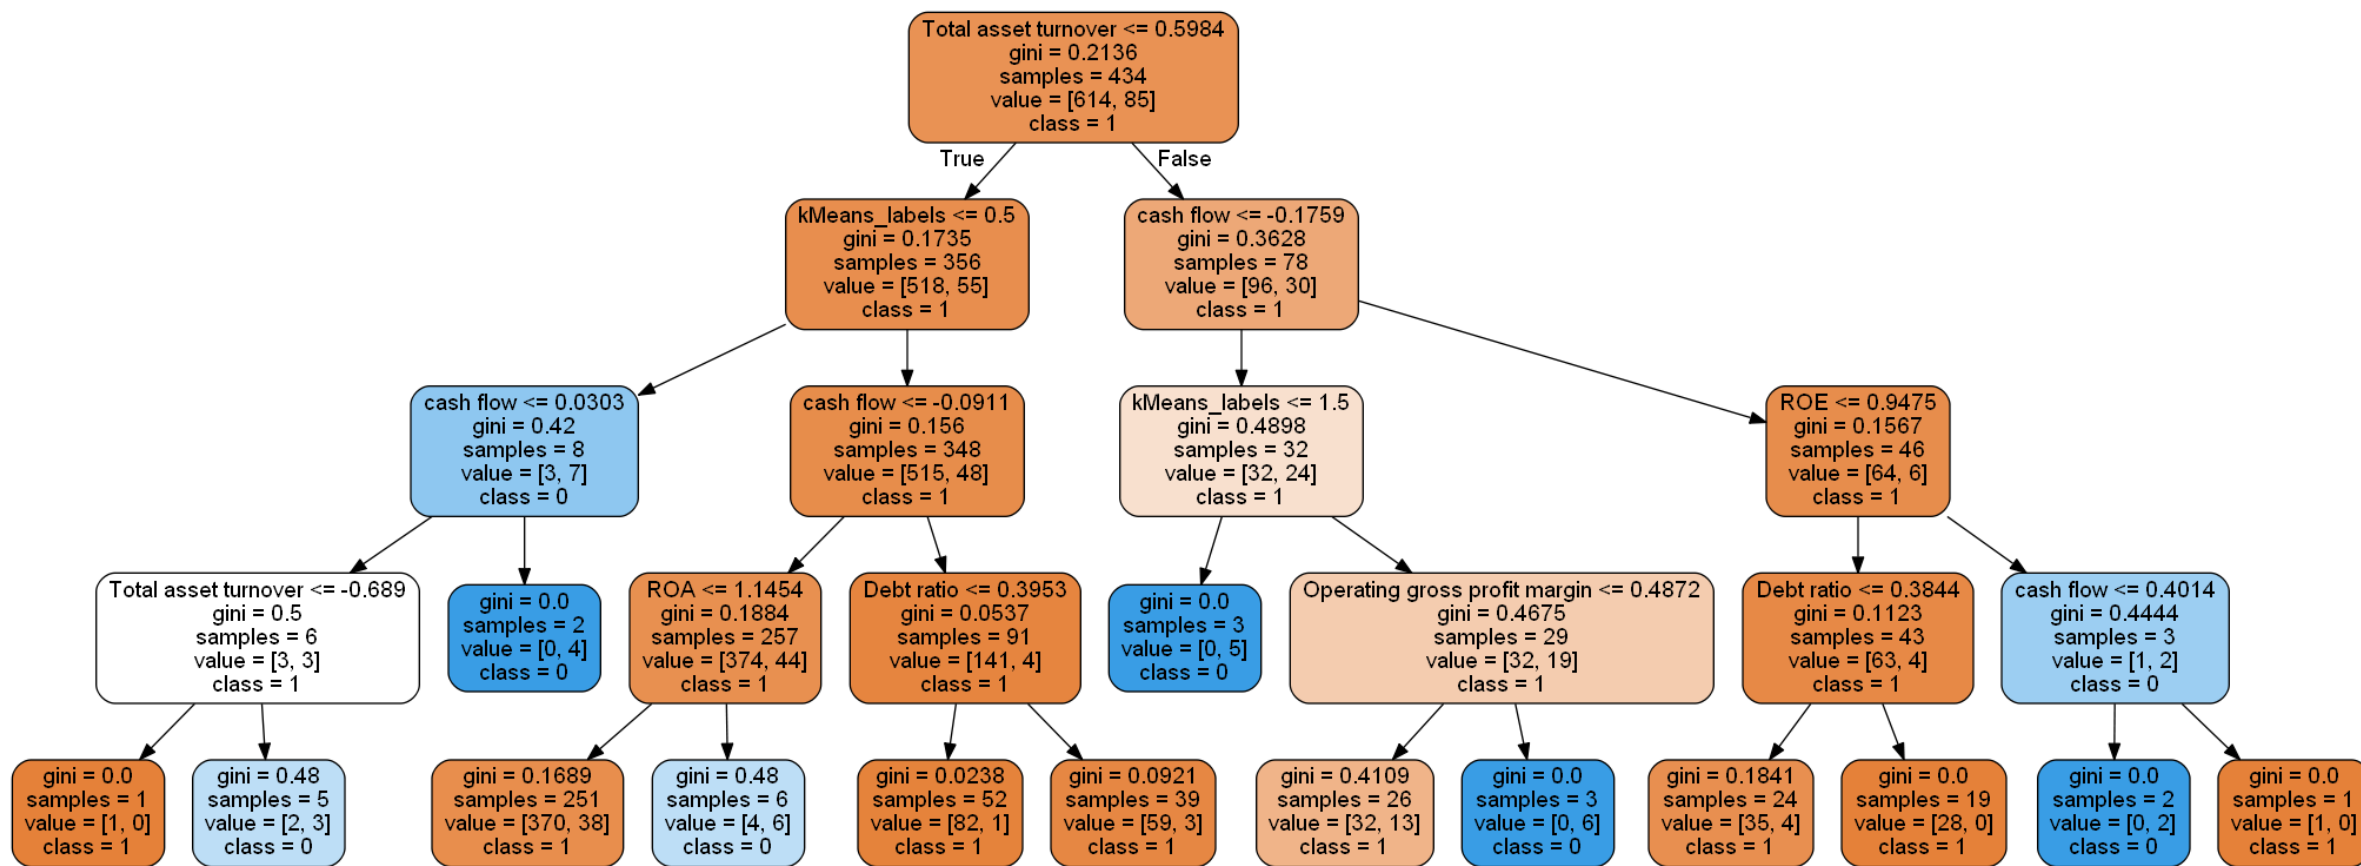 Total asset turnover <= 0.5984
gini = 0.2136
samples = 434
value = [614, 85]
class = 1
True
False
kMeans_labels <= 0.5
gini = 0.1735
samples = 356
value = [518, 55]
class = 1
cash flow <= -0.1759
gini = 0.3628
samples = 78
value = [96, 30]
class = 1
cash flow <= 0.0303
gini = 0.42
samples = 8
value = [3, 7]
class = 0
cash flow <= -0.0911
gini = 0.156
samples = 348
value = [515, 48]
class = 1
kMeans_labels <= 1.5
gini = 0.4898
samples = 32
value = [32, 24]
class = 1
ROE <= 0.9475
gini = 0.1567
samples = 46
value = [64, 6]
class = 1
Total asset turnover <= -0.689
gini = 0.5
samples = 6
value = [3, 3]
class = 1
gini = 0.0
samples = 2
value = [0, 4]
class = 0
ROA <= 1.1454
gini = 0.1884
samples = 257
value = [374, 44]
class = 1
Debt ratio <= 0.3953
gini = 0.0537
samples = 91
value = [141, 4]
class = 1
gini = 0.0
samples = 3
value = [0, 5]
class = 0
Operating gross profit margin <= 0.4872
gini = 0.4675
samples = 29
value = [32, 19]
class = 1
Debt ratio <= 0.3844
gini = 0.1123
samples = 43
value = [63, 4]
class = 1
cash flow <= 0.4014
gini = 0.4444
samples = 3
value = [1, 2]
class = 0
gini = 0.0
samples = 1
value = [1, 0]
class = 1
gini = 0.48
samples = 5
value = [2, 3]
class = 0
gini = 0.1689
samples = 251
value = [370, 38]
class = 1
gini = 0.48
samples = 6
value = [4, 6]
class = 0
gini = 0.0238
samples = 52
value = [82, 1]
class = 1
gini = 0.0921
samples = 39
value = [59, 3]
class = 1
gini = 0.4109
samples = 26
value = [32, 13]
class = 1
gini = 0.0
samples = 3
value = [0, 6]
class = 0
gini = 0.1841
samples = 24
value = [35, 4]
class = 1
gini = 0.0
samples = 19
value = [28, 0]
class = 1
gini = 0.0
samples = 2
value = [0, 2]
class = 0
gini = 0.0
samples = 1
value = [1, 0]
class = 1